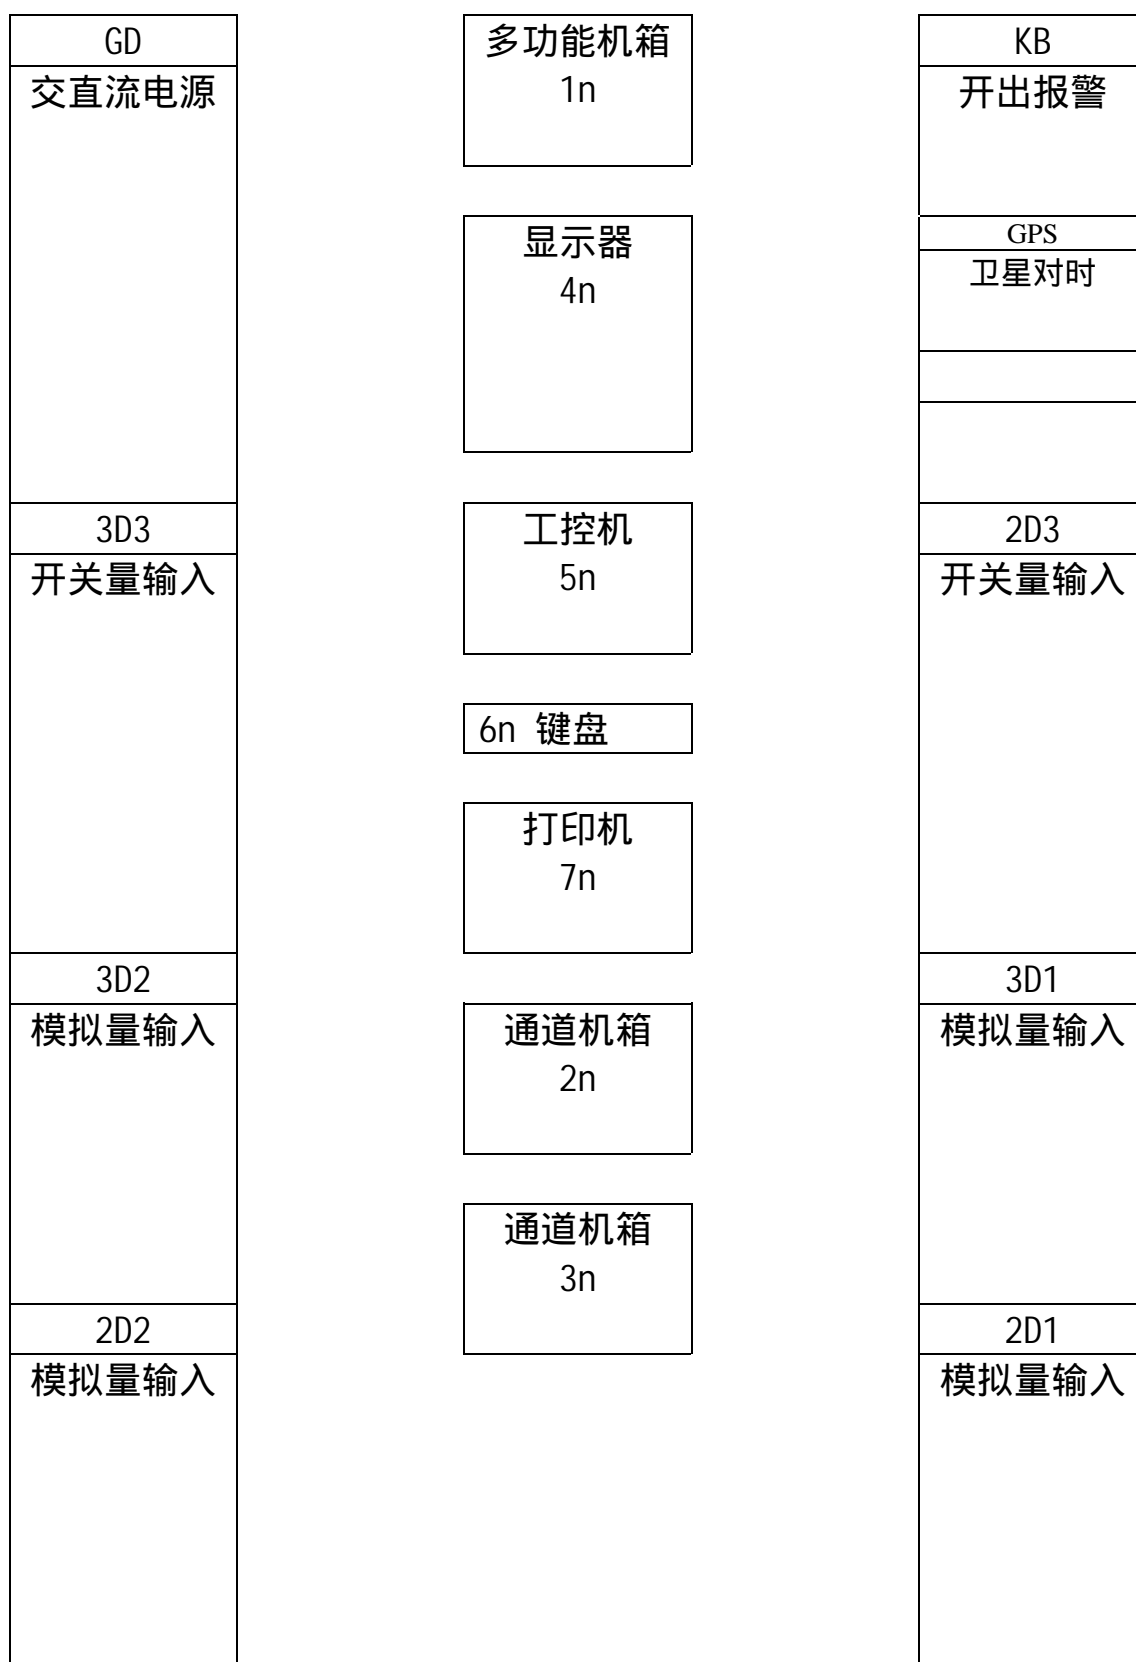 GD
交直流电源
3D3
开关量输入
3D2
模拟量输入
2D2
模拟量输入
多功能机箱
1n
显示器
4n
工控机
5n
6n 键盘
打印机
7n
通道机箱
2n
通道机箱
3n
KB
开出报警
GPS
卫星对时
2D3
开关量输入
3D1
模拟量输入
2D1
模拟量输入